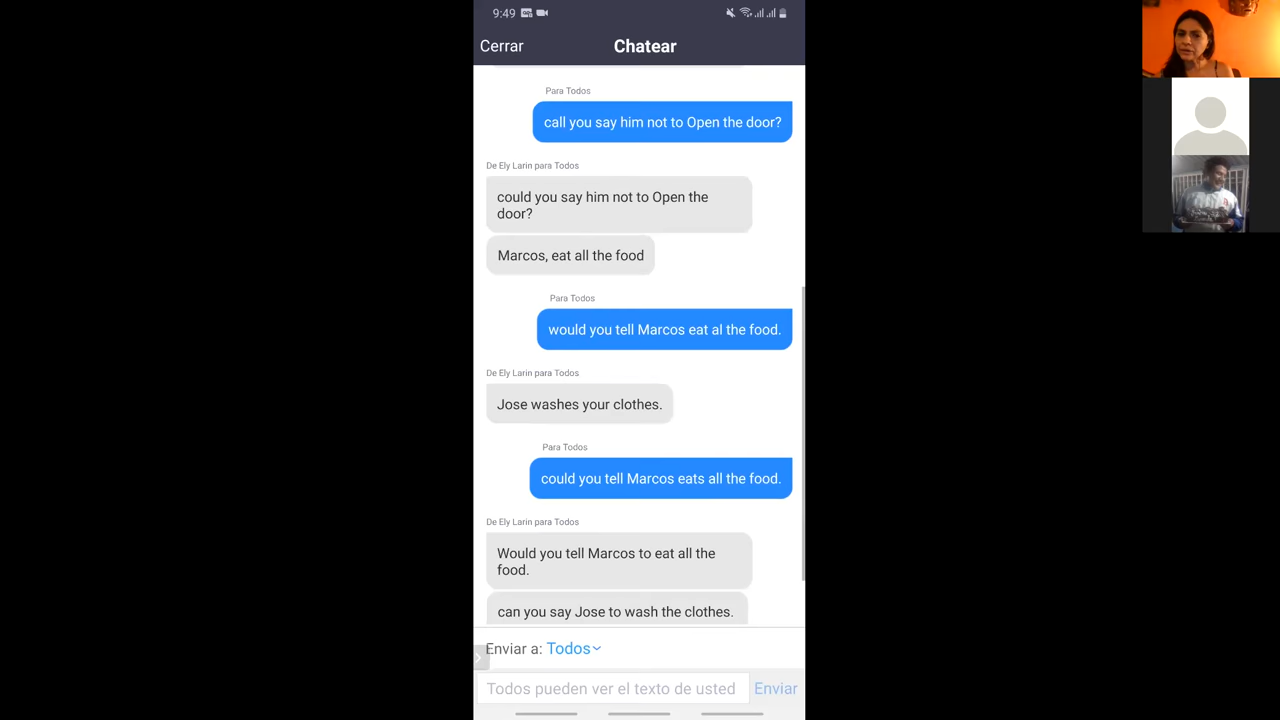 9:49
Cerrar
Chatear
Para Todos
call you say him not to Open the door?
De Ely Larin para Todos
could you say him not to Open the
door?
Marcos, eat all the food
Para Todos
would you tell Marcos eat al the food.
De Ely Larin para Todos
Jose washes your clothes.
Para Todos
could you tell Marcos eats all the food.
De Ely Larin para Todos
Would you tell Marcos to eat all the
food.
can you say Jose to wash the clothes.
Enviar a: Todos
Todos pueden ver el texto de usted
Enviar